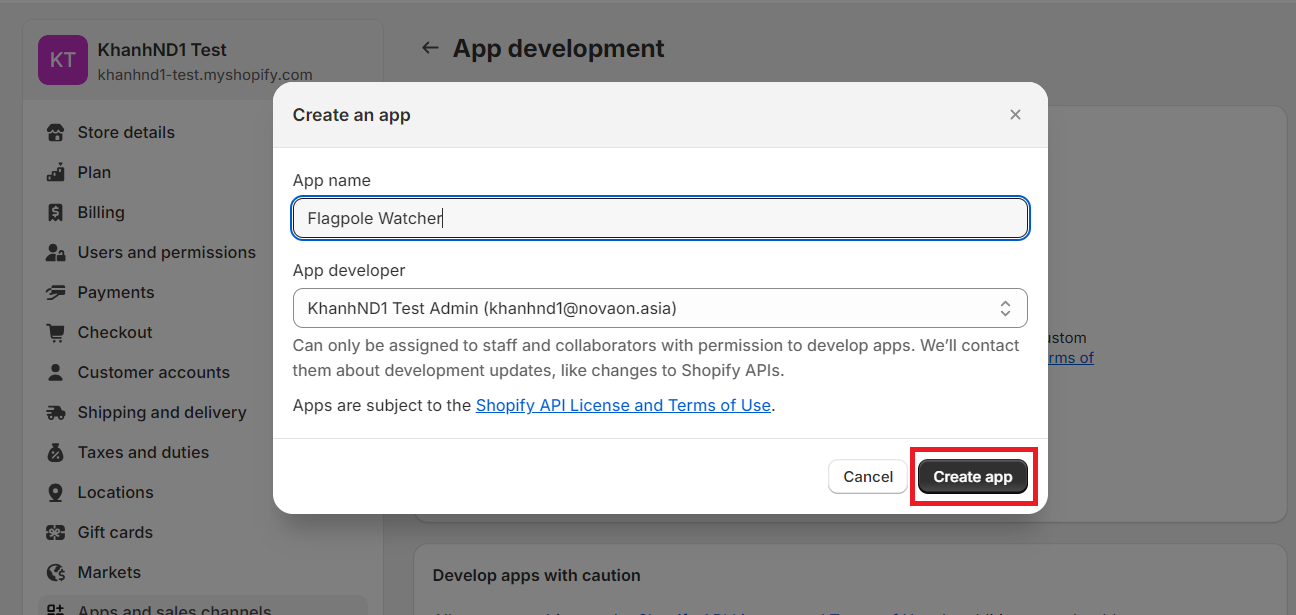 KT
KhanhND1 Test
khanhnd1-test.myshopify.com
Store details
Plan
Billing
Users and permissions
Payments
Checkout
Customer accounts
Shipping and delivery
Taxes and duties
Locations
Gift cards
Markets
Apps and sales channels
App development
Create an app
App name
Flagpole Watcher
App developer
KhanhND1 Test Admin (khanhnd1@novaon.asia)
Can only be assigned to staff and collaborators with permission to develop apps. We’ll contact
them about development updates, like changes to Shopify APIs.
Apps are subject to the Shopify API License and Terms of Use.
Cancel
Create app
Develop apps with caution